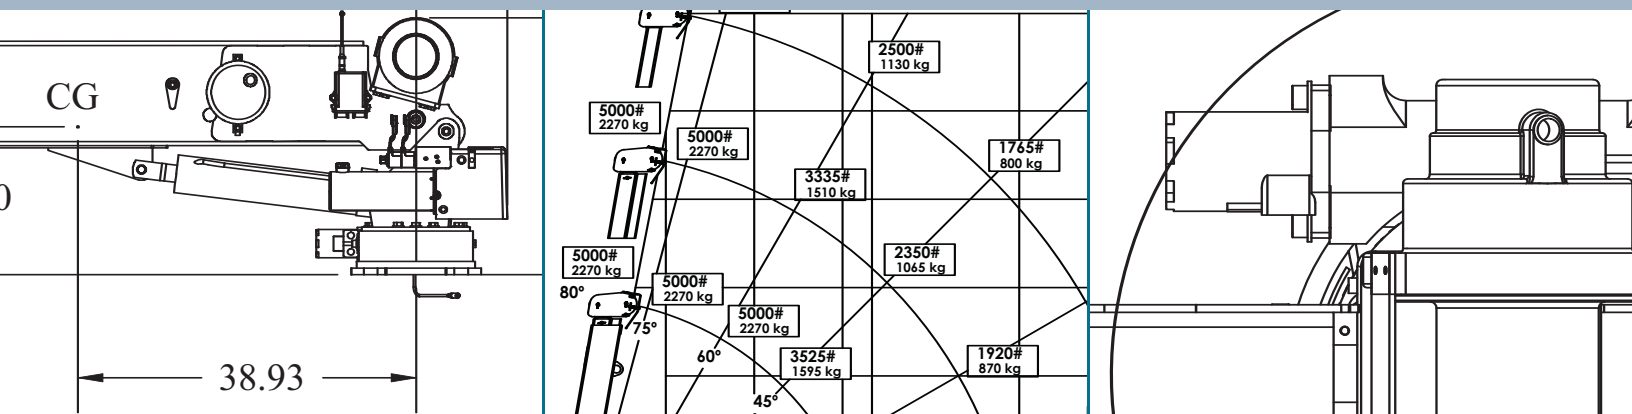 CG
0
38.93
2500#
1130 kg
5000#
2270 kg
5000#
2270 kg
1765#
800 kg
3335#
1510 kg
5000#
2270 kg
2350#
1065 kg
80°
5000#
2270 kg
5000#
2270 kg
75°
60°
3525#
1595 kg
1920#
870 kg
45°